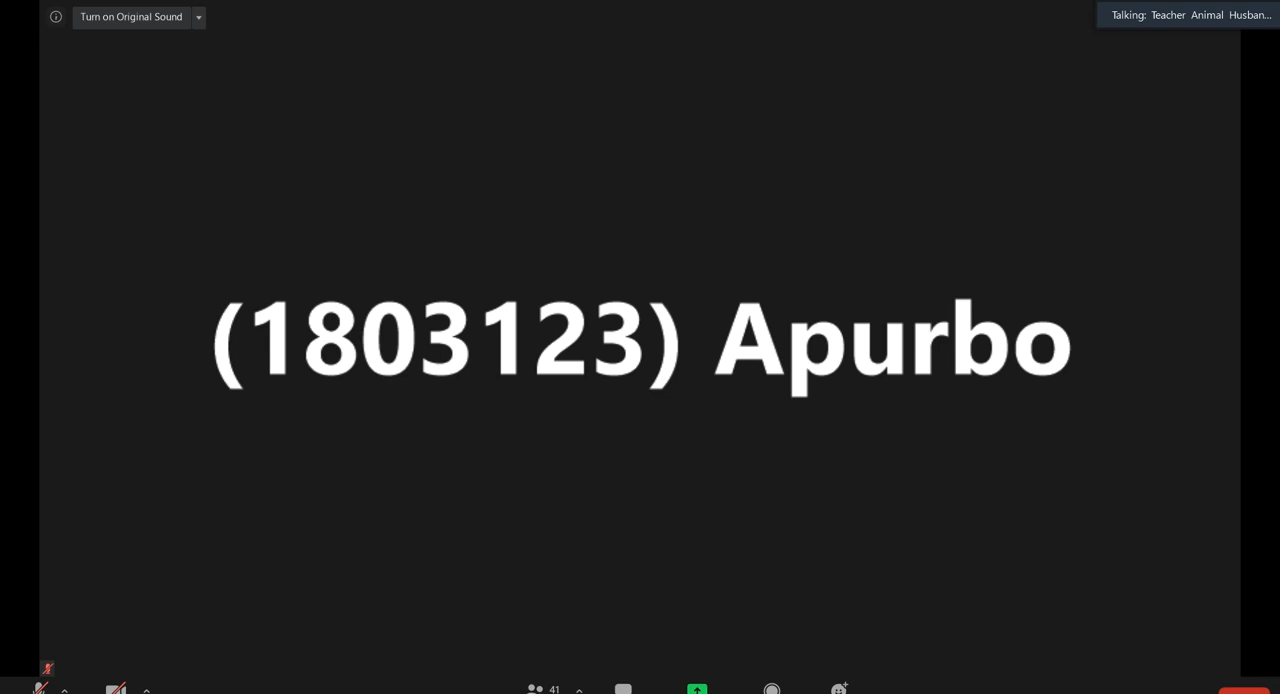 Turn on Original Sound
Talking: Teacher Animal Husban...
(1803123) Apurbo
41